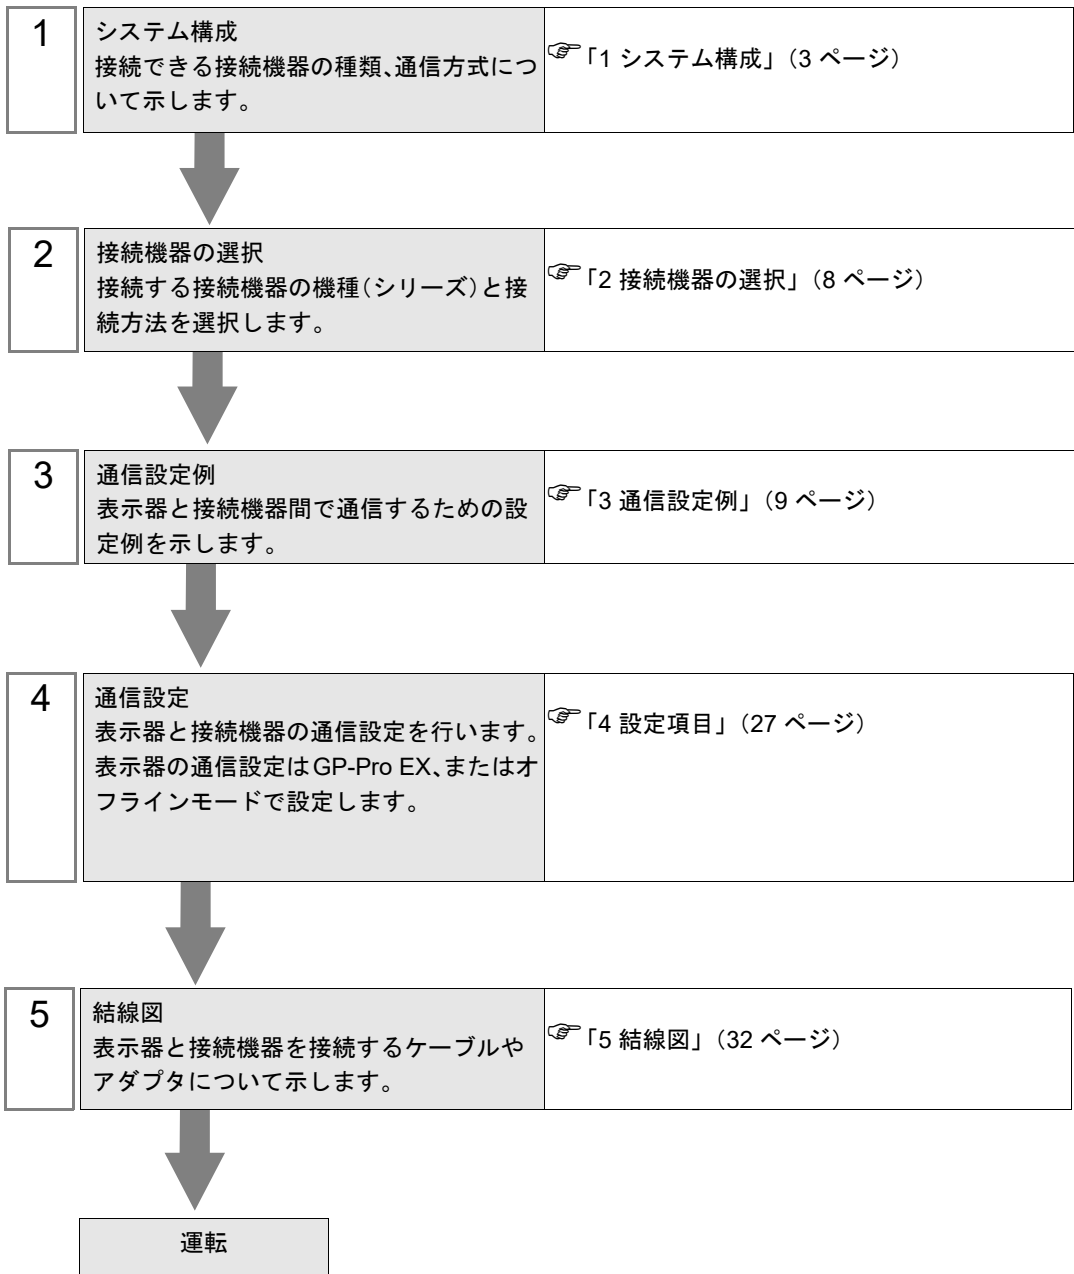 1
システム構成
接続できる接続機器の種類、通信方式につ
いて示します。
☞「1 システム構成」（3 ページ）
2
接続機器の選択
接続する接続機器の機種（シリーズ）と接
続方法を選択します。
☞「2 接続機器の選択」（8 ページ）
3
通信設定例
表示器と接続機器間で通信するための設
定例を示します。
☞「3 通信設定例」（9 ページ）
4
通信設定
表示器と接続機器の通信設定を行います。
表示器の通信設定はGP-Pro EX、またはオ
フラインモードで設定します。
☞「4 設定項目」（27 ページ）
5
結線図
表示器と接続機器を接続するケーブルや
アダプタについて示します。
☞「5 結線図」（32 ページ）
運転